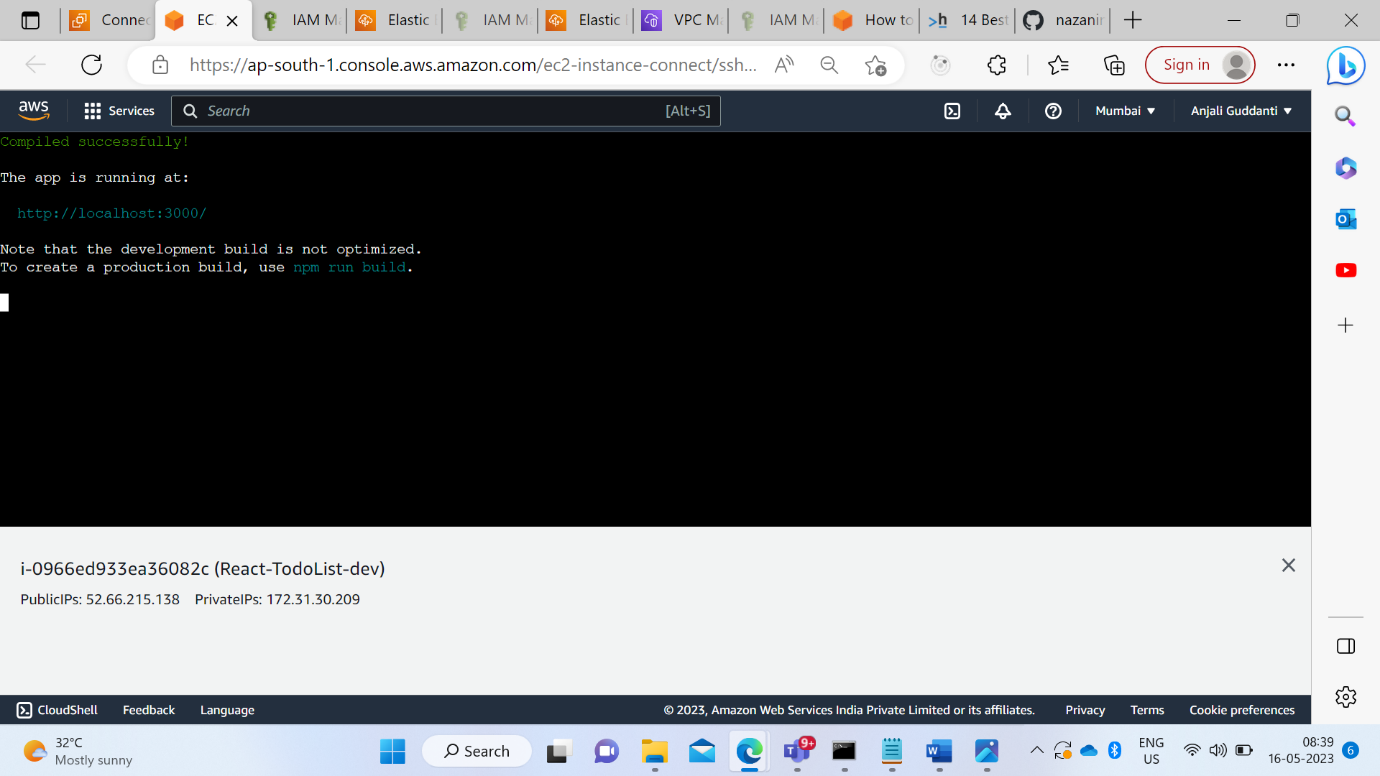 Connec
EC
IAM Ma
Elastic
IAM Ma
Elastic
VPC Ma
IAM Ma
How to
14 Best
nazanin
https://ap-south-1.console.aws.amazon.com/ec2-instance-connect/ssh...
Sign in
aws
Services
Search
[Alt+S]
Mumbai
Anjali Guddanti
Compiled successfully!
The app is running at:
http://localhost:3000/
Note that the development build is not optimized.
To create a production build, use npm run build.
i-0966ed933ea36082c (React-TodoList-dev)
PublicIPs: 52.66.215.138 PrivateIPs: 172.31.30.209
CloudShell
Feedback
Language
© 2023, Amazon Web Services India Private Limited or its affiliates.
Privacy
Terms
Cookie preferences
32°C
Mostly sunny
Search
9+
ENG
US
08:39
16-05-2023
6